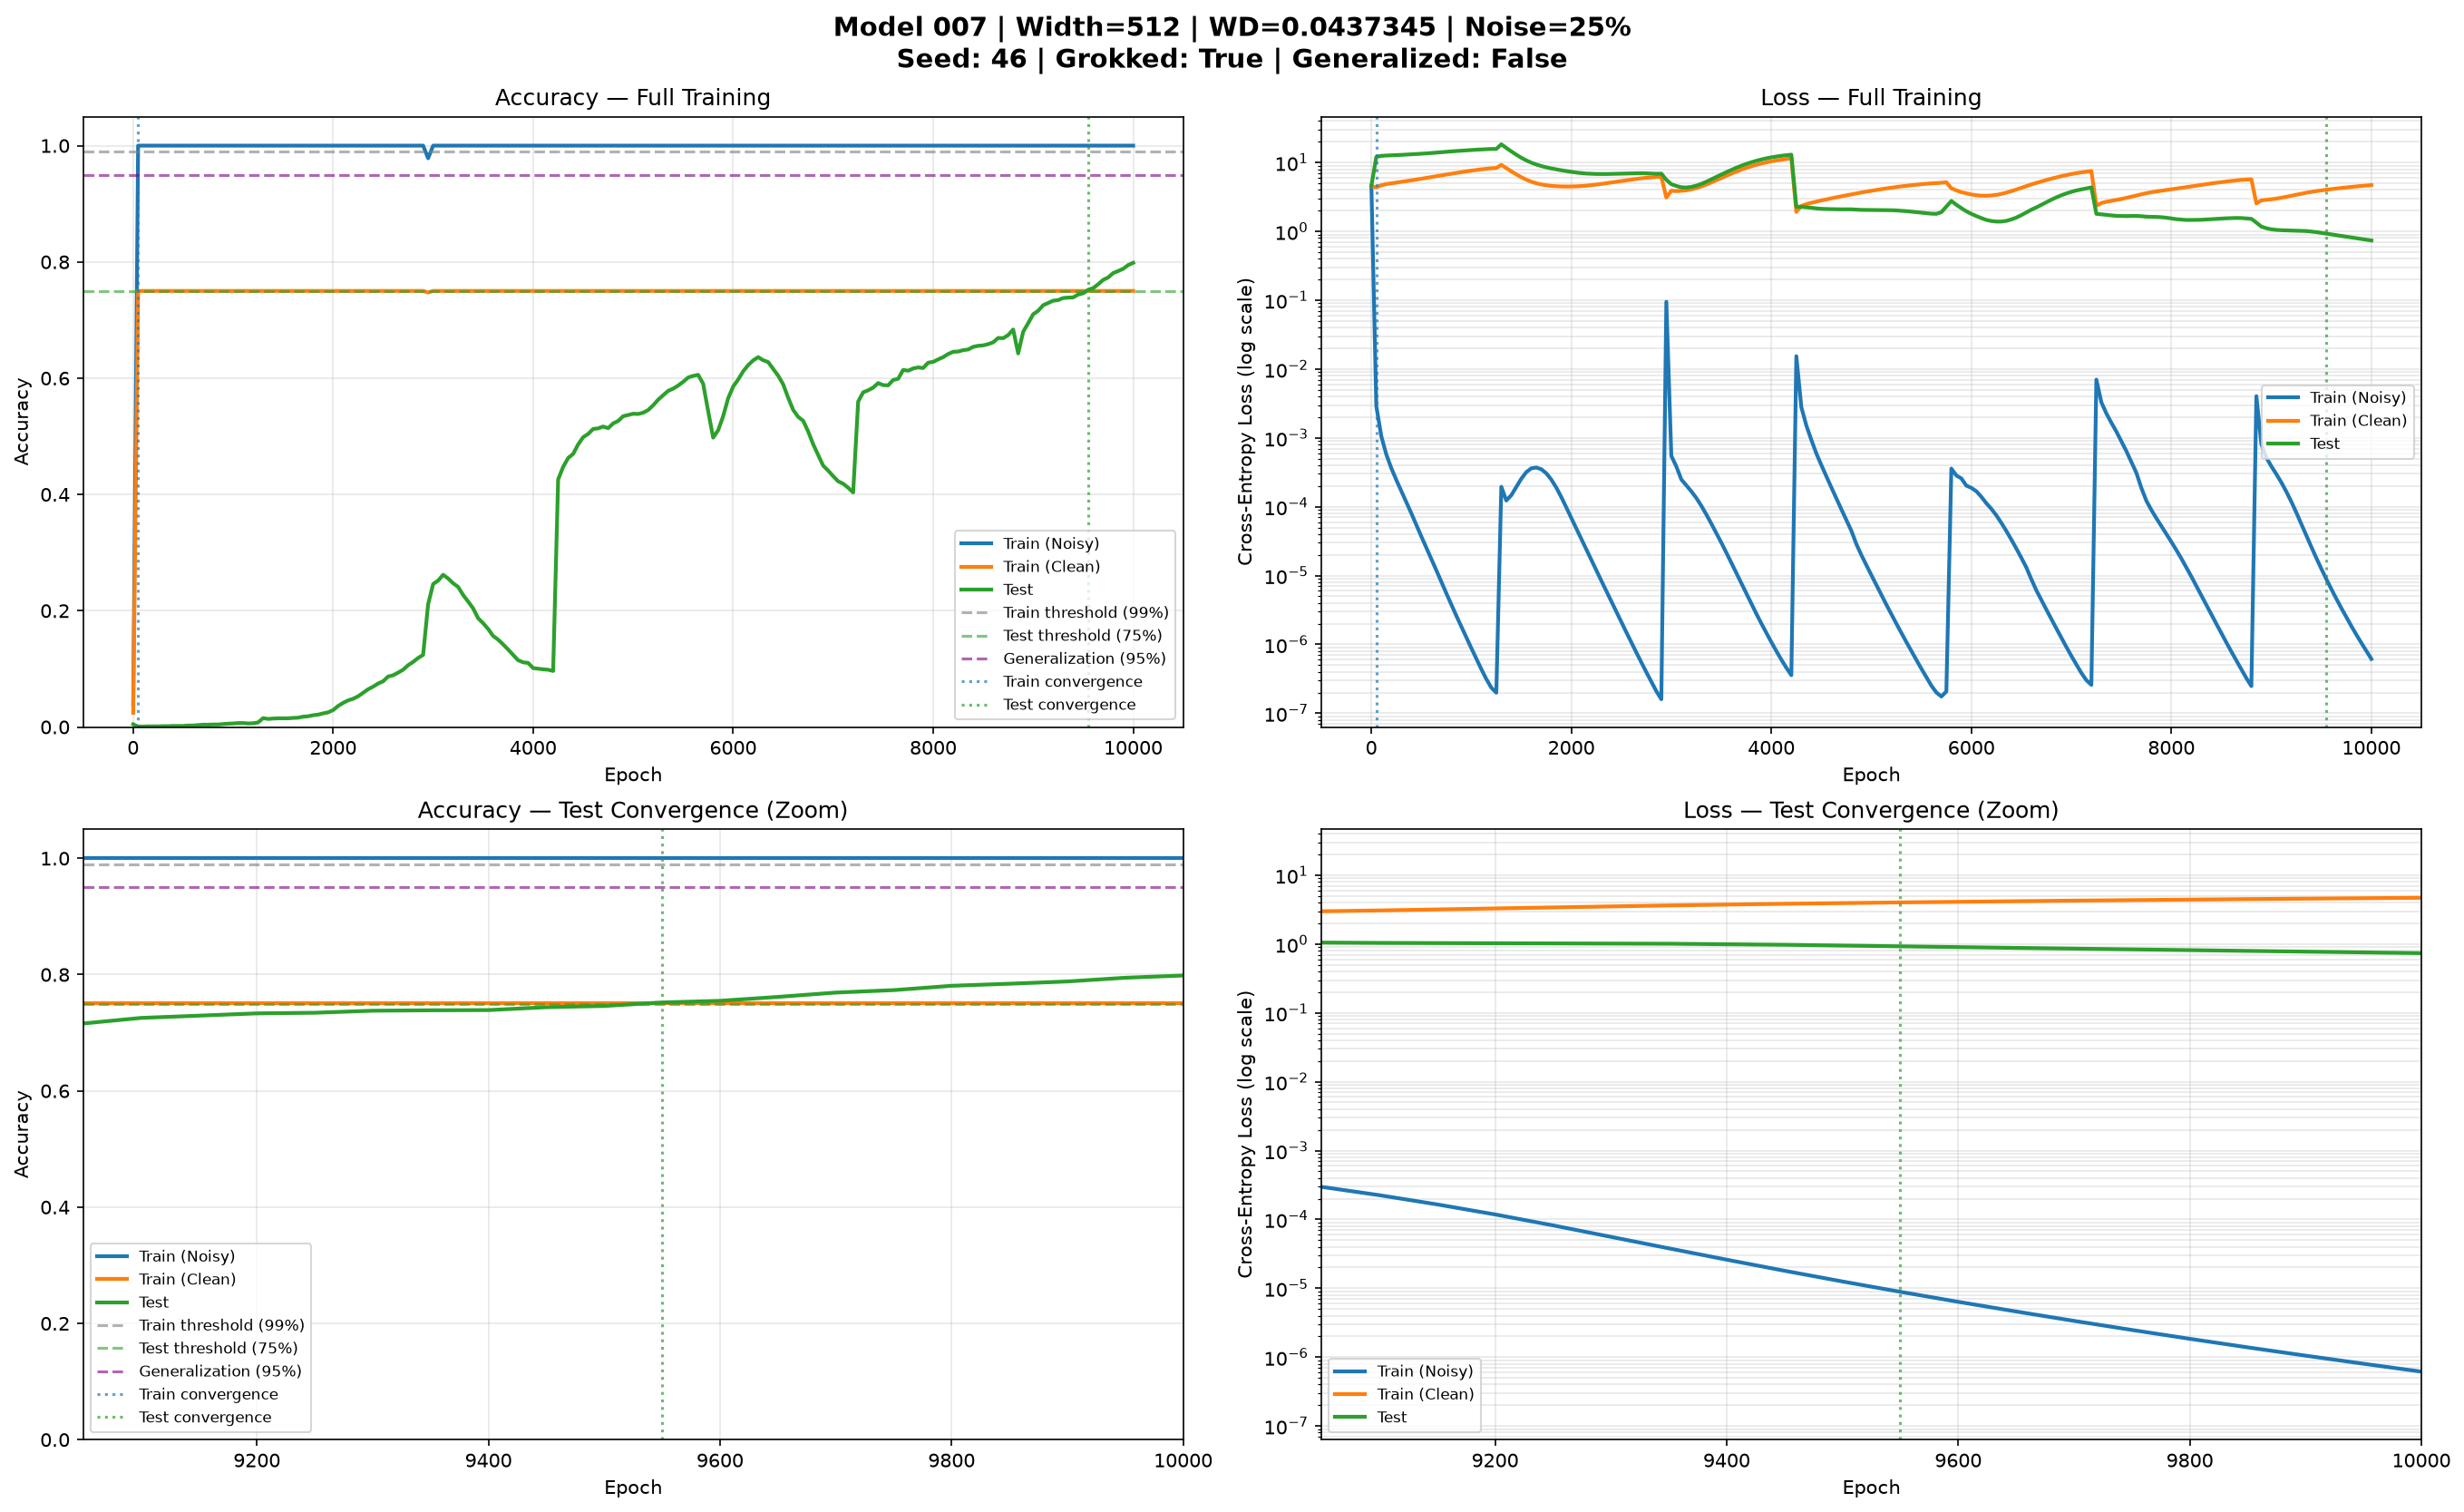 Model 007 | Width=512 | WD=0.0437345 | Noise=25%
Seed: 46 | Grokked: True | Generalized: False
Accuracy — Full Training
Accuracy
1.0
0.8
0.6
0.4
0.2
0.0
Train (Noisy)
Train (Clean)
Test
Train threshold (99%)
Test threshold (75%)
Generalization (95%)
Train convergence
Test convergence
0 2000 4000 6000 8000 10000
Epoch
Loss — Full Training
Cross-Entropy Loss (log scale)
10¹
10⁰
10⁻¹
10⁻²
10⁻³
10⁻⁴
10⁻⁵
10⁻⁶
10⁻⁷
Train (Noisy)
Train (Clean)
Test
0 2000 4000 6000 8000 10000
Epoch
Accuracy — Test Convergence (Zoom)
Accuracy
1.0
0.8
0.6
0.4
0.2
0.0
Train (Noisy)
Train (Clean)
Test
Train threshold (99%)
Test threshold (75%)
Generalization (95%)
Train convergence
Test convergence
9200 9400 9600 9800 10000
Epoch
Loss — Test Convergence (Zoom)
Cross-Entropy Loss (log scale)
10¹
10⁰
10⁻¹
10⁻²
10⁻³
10⁻⁴
10⁻⁵
10⁻⁶
10⁻⁷
Train (Noisy)
Train (Clean)
Test
9200 9400 9600 9800 10000
Epoch